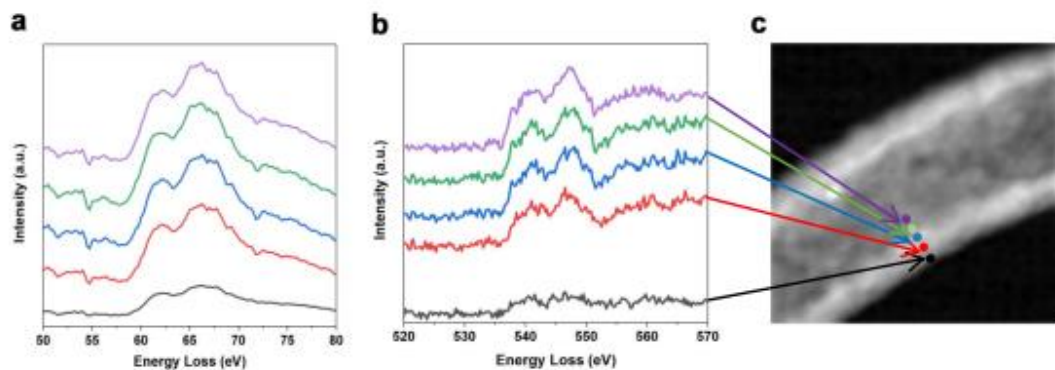 a
Intensity (a.u.)
50 55 60 65 70 75 80
Energy Loss (eV)
b
Intensity (a.u.)
520 530 540 550 560 570
Energy Loss (eV)
c